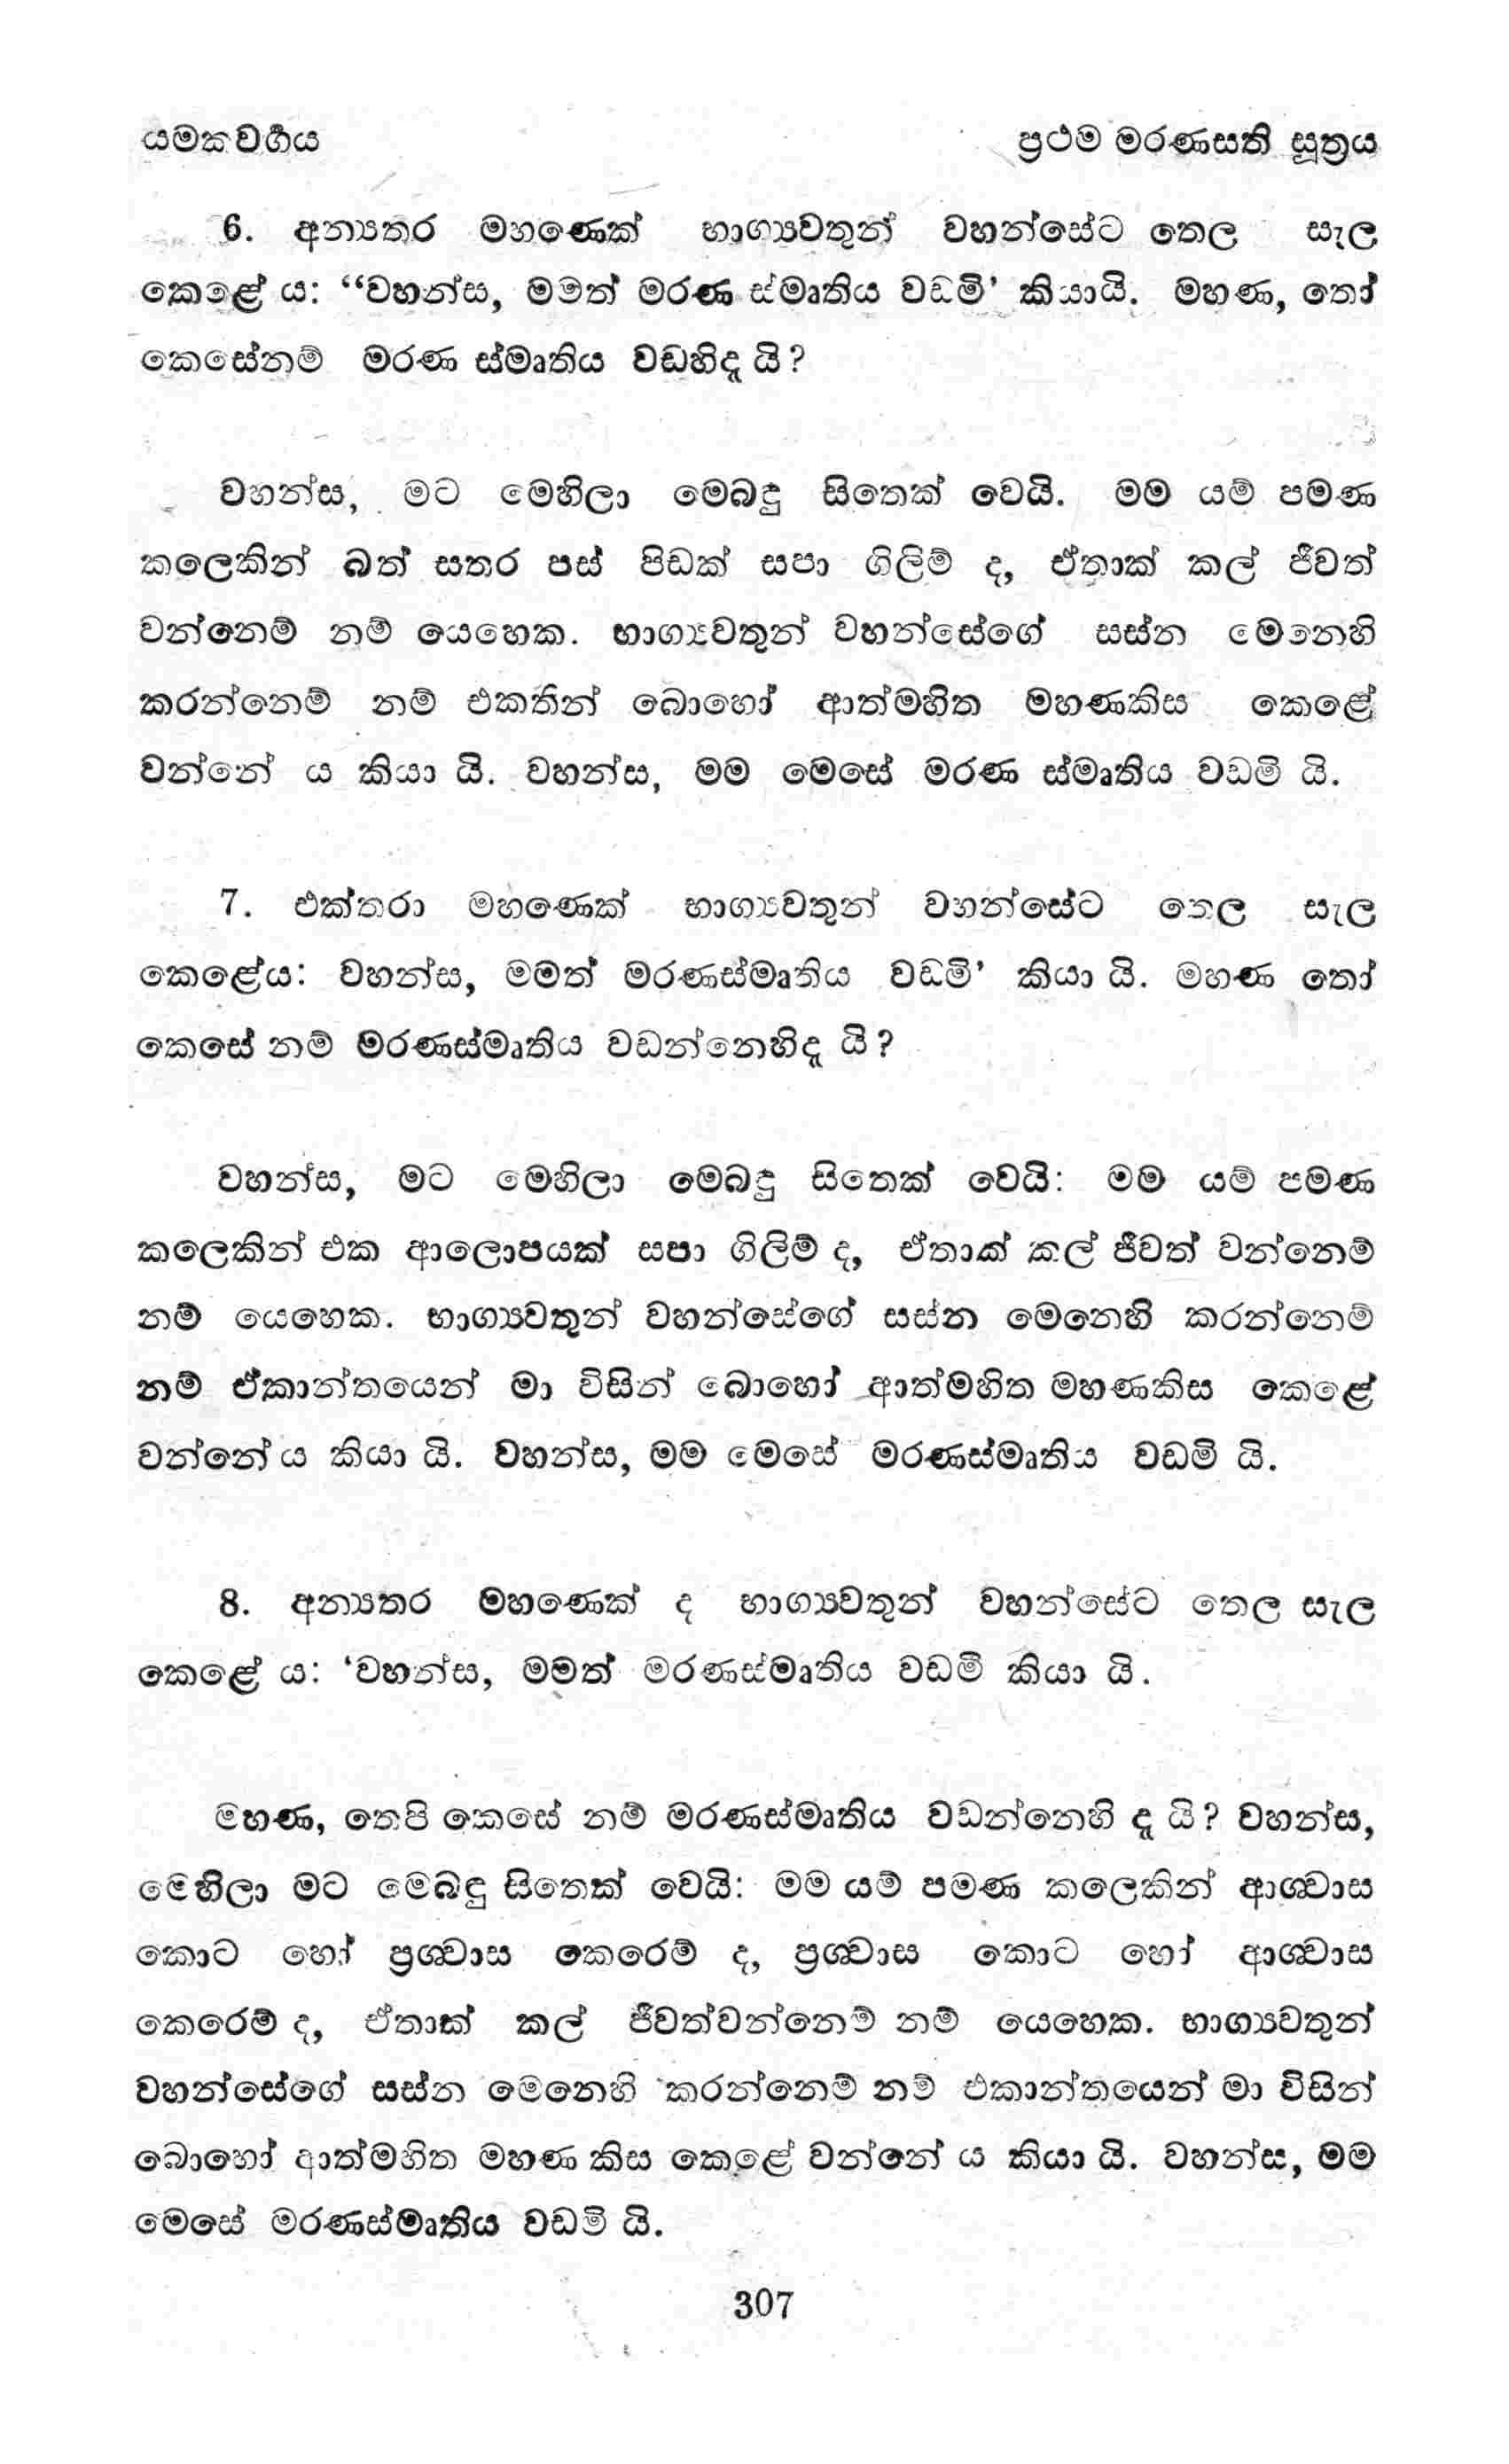 යමකවර්‍ගය
ප්‍රථම මරණසති සූත්‍රය
6. අන්‍යතර මහණෙක් භාග්‍යවතුන් වහන්සේට තෙල සැල
කෙළේ ය: “වහන්ස, මමත් මරණ ස්මෘතිය වඩමි’ කියායි. මහණ, තෝ
කෙසේනම් මරණ ස්මෘතිය වඩහිදැ යි?
වහන්ස, මට මෙහිලා මෙබඳු සිතෙක් වෙයි. මම යම් පමණ
කලෙකින් බත් සතර පස් පිඩක් සපා ගිලිම් ද, ඒතාක් කල් ජීවත්
වන්නෙම් නම් යෙහෙක. භාග්‍යවතුන් වහන්සේගේ සස්න මෙනෙහි
කරන්නෙම් නම් එකතින් බොහෝ ආත්මහිත මහණකිස කෙළේ
වන්නේ ය කියා යි. වහන්ස, මම මෙසේ මරණ ස්මෘතිය වඩමි යි.
7. එක්තරා මහණෙක් භාග්‍යවතුන් වහන්සේට තෙල සැල
කෙළේය: වහන්ස, මමත් මරණස්මෘතිය වඩමි’ කියා යි. මහණ තෝ
කෙසේ නම් මරණස්මෘතිය වඩන්නෙහිදැ යි?
වහන්ස, මට මෙහිලා මෙබඳු සිතෙක් වෙයි: මම යම් පමණ
කලෙකින් එක ආලොපයක් සපා ගිලිම් ද, ඒතාක් කල් ජීවත් වන්නෙම්
නම් යෙහෙක. භාග්‍යවතුන් වහන්සේගේ සස්න මෙනෙහි කරන්නෙම්
නම් ඒකාන්තයෙන් මා විසින් බොහෝ ආත්මහිත මහණකිස කෙළේ
වන්නේ ය කියා යි. වහන්ස, මම මෙසේ මරණස්මෘතිය වඩමි යි.
8. අන්‍යතර මහණෙක් ද භාග්‍යවතුන් වහන්සේට තෙල සැල
කෙළේ ය: ‘වහන්ස, මමත් මරණස්මෘතිය වඩමී කියා යි.
මහණ, තෙපි කෙසේ නම් මරණස්මෘතිය වඩන්නෙහි දැ යි? වහන්ස,
මෙහිලා මට මෙබඳු සිතෙක් වෙයි: මම යම් පමණ කලෙකින් ආශ්‍වාස
කොට හෝ ප්‍රශ්‍වාස කෙරෙම් ද, ප්‍රශ්‍වාස කොට හෝ ආශ්‍වාස
කෙරෙම් ද, ඒතාක් කල් ජීවත්වන්නෙම් නම් යෙහෙක. භාග්‍යවතුන්
වහන්සේගේ සස්න මෙනෙහි කරන්නෙම් නම් එකාන්තයෙන් මා විසින්
බොහෝ ආත්මහිත මහණ කිස කෙළේ වන්නේ ය කියා යි. වහන්ස, මම
මෙසේ මරණස්මෘතිය වඩමි යි.
307